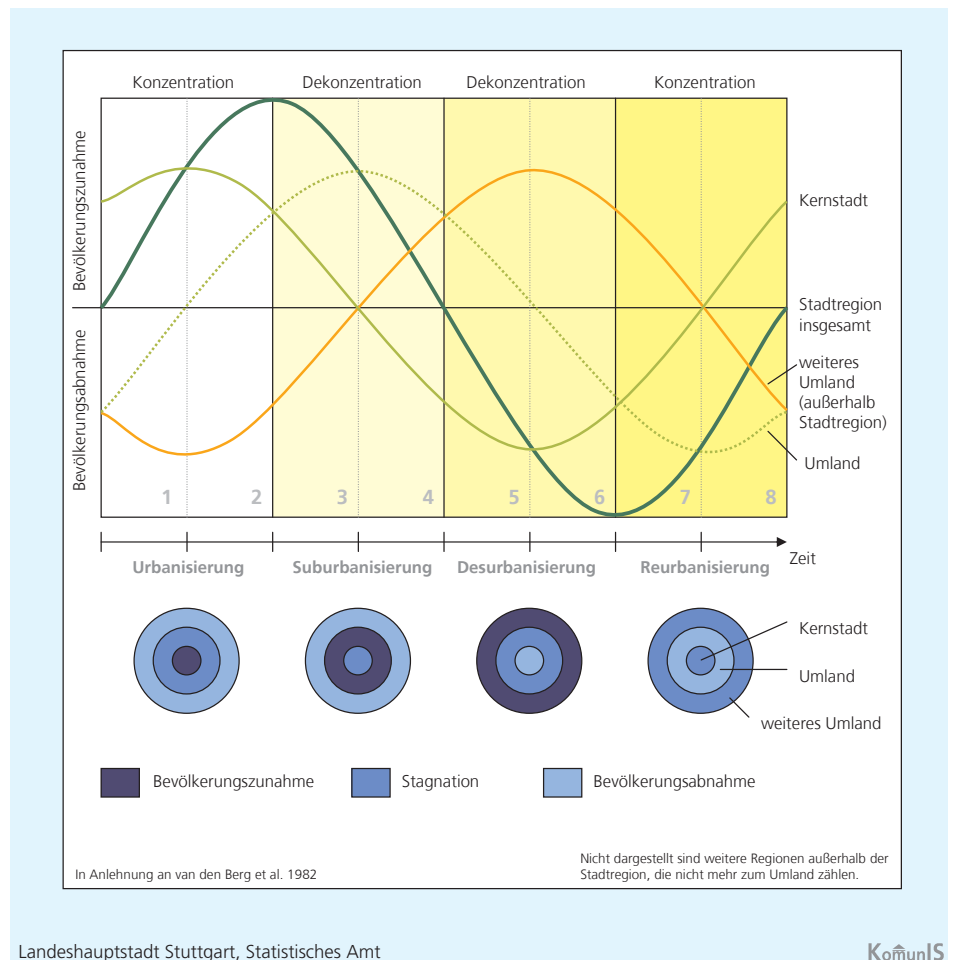 Konzentration Dekonzentration Dekonzentration Konzentration
Bevölkerungszunahme
Bevölkerungsabnahme
Kernstadt
Stadtregion
insgesamt
weiteres
Umland
(außerhalb
Stadtregion)
Umland
1 2 3 4 5 6 7 8
Zeit
Urbanisierung Suburbanisierung Desurbanisierung Reurbanisierung
Kernstadt
Umland
weiteres Umland
Bevölkerungszunahme Stagnation Bevölkerungsabnahme
In Anlehnung an van den Berg et al. 1982
Nicht dargestellt sind weitere Regionen außerhalb der
Stadtregion, die nicht mehr zum Umland zählen.
Landeshauptstadt Stuttgart, Statistisches Amt
KomunIS